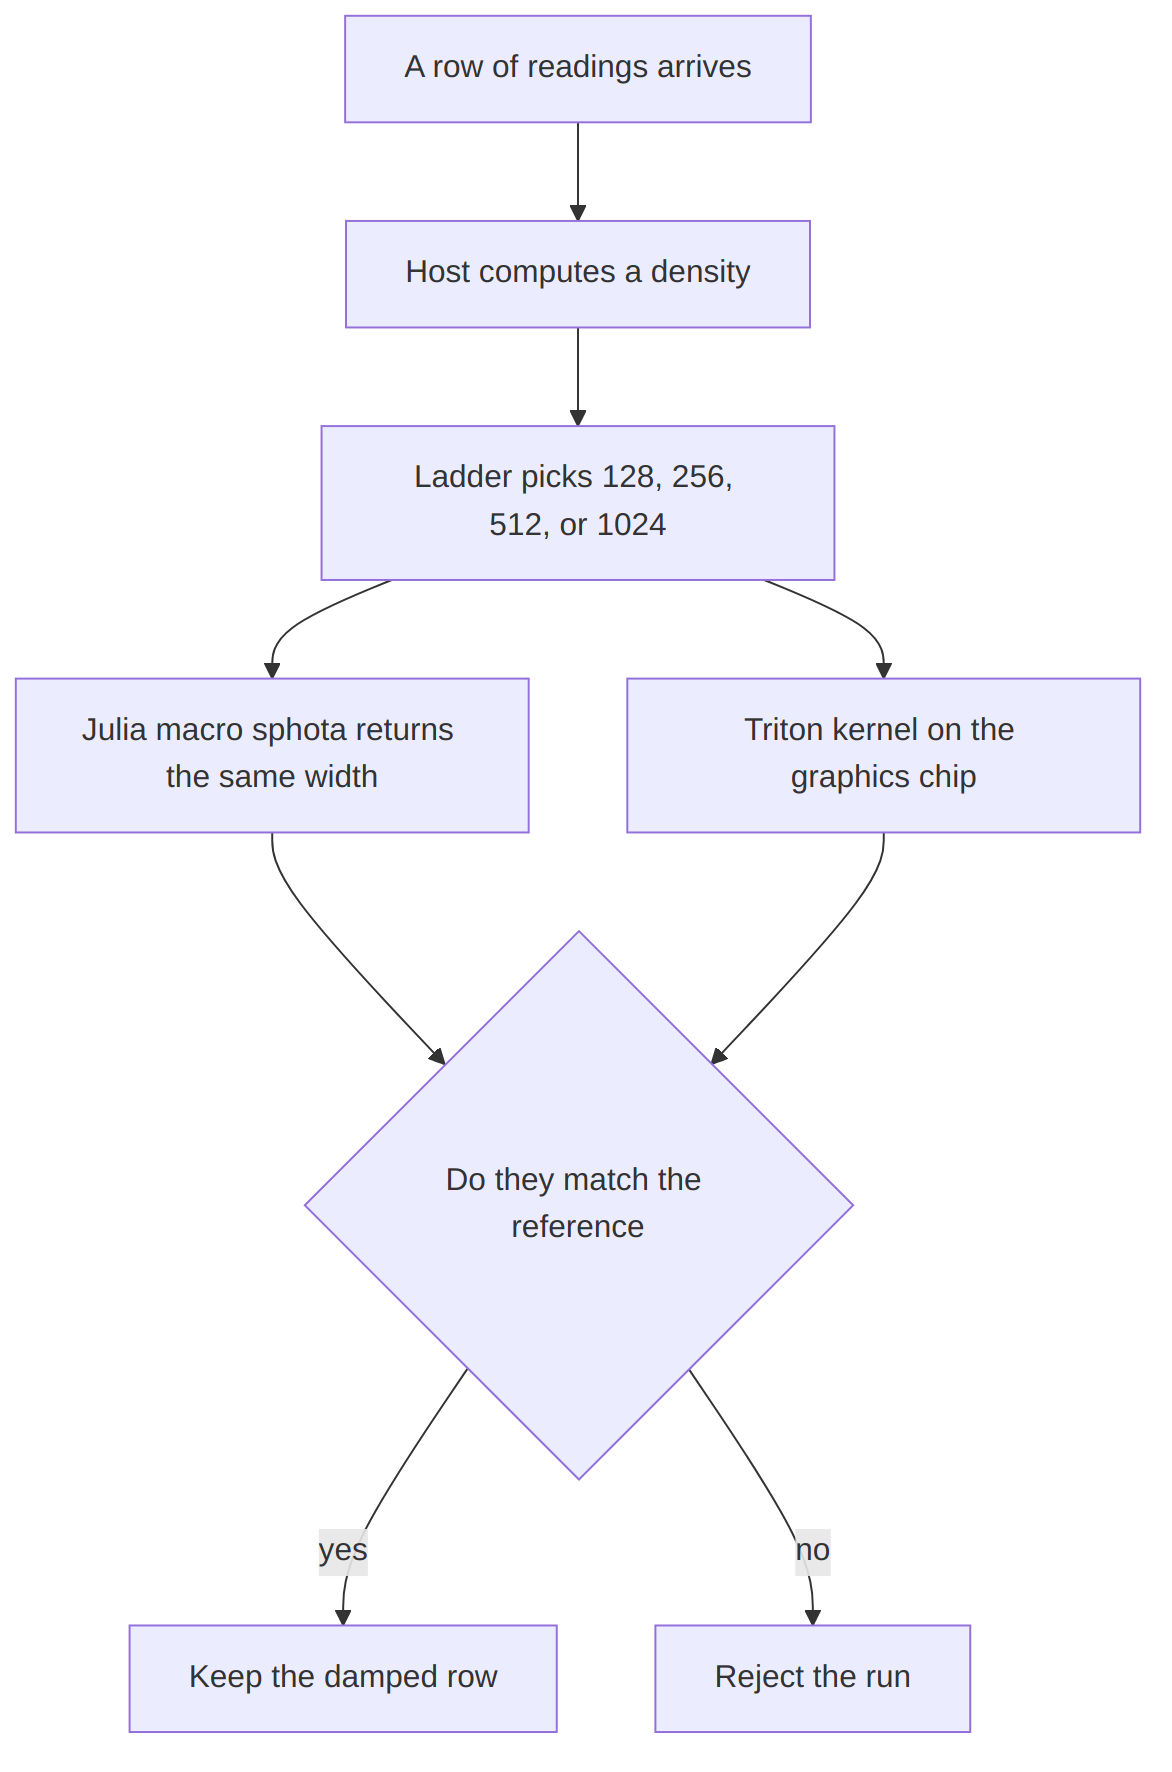 A row of readings arrives
Host computes a density
Ladder picks 128, 256,
512, or 1024
Julia macro sphota returns
the same width
Triton kernel on the
graphics chip
Do they match the
reference
yes
no
Keep the damped row
Reject the run